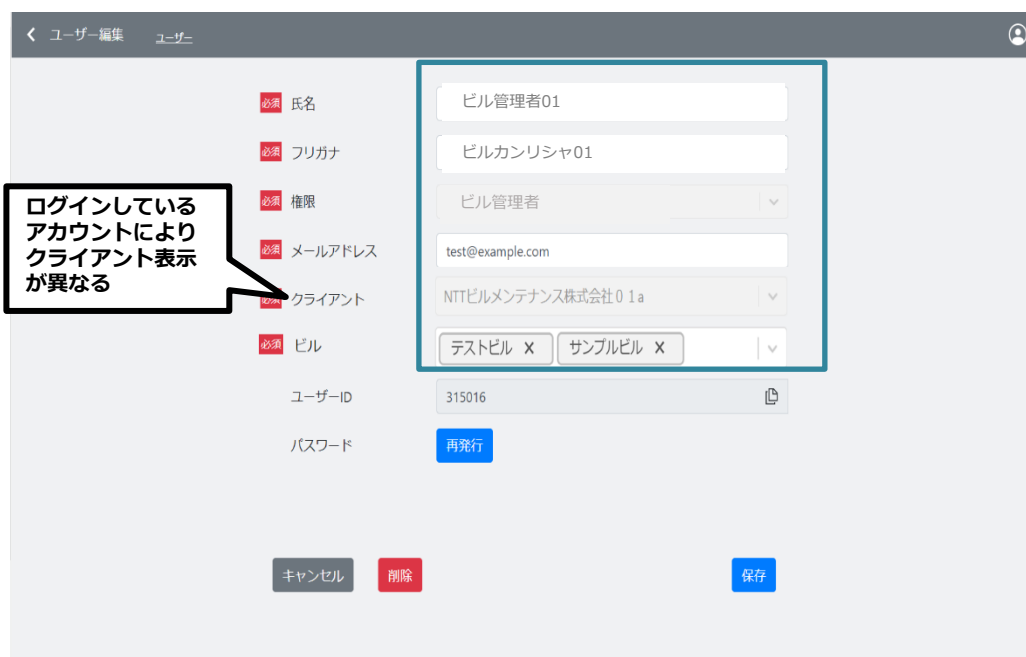 ユーザー編集 ユーザー
必須 氏名 ビル管理者01
必須 フリガナ ビルカンリシャ01
必須 権限 ビル管理者
ログインしている
アカウントにより
クライアント表示
が異なる
必須 メールアドレス test@example.com
必須 クライアント NTTビルメンテナンス株式会社０１a
必須 ビル テストビル X サンプルビル X
ユーザーID 315016
パスワード 再発行
キャンセル 削除 保存